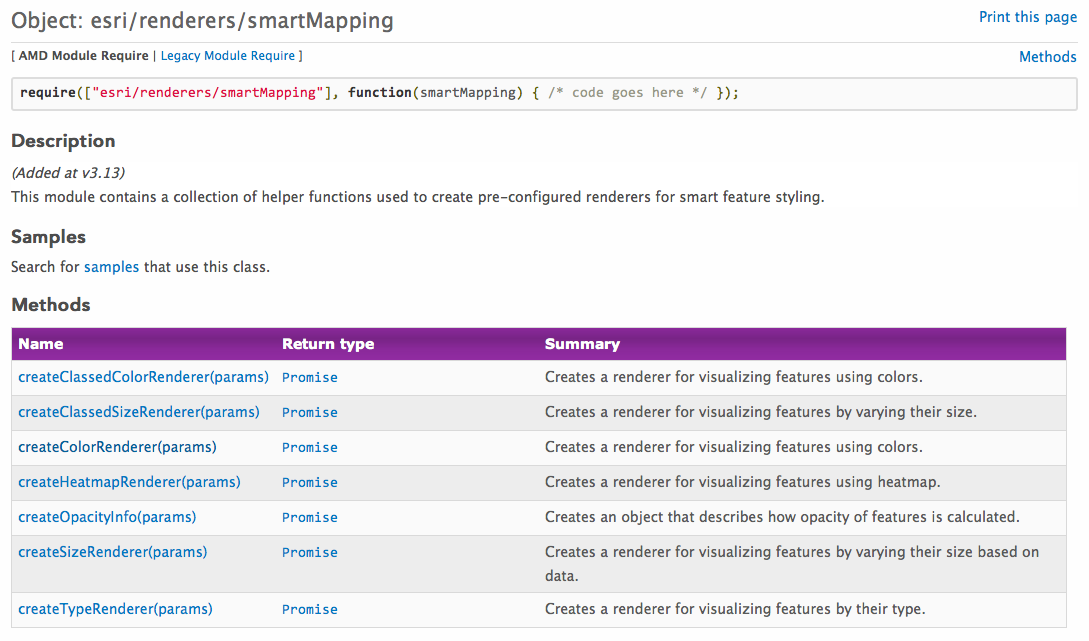 Object: esri/renderers/smartMapping
Print this page
[ AMD Module Require | Legacy Module Require ]
Methods
require(["esri/renderers/smartMapping"], function(smartMapping) { /* code goes here */ });
Description
(Added at v3.13)
This module contains a collection of helper functions used to create pre-configured renderers for smart feature styling.
Samples
Search for samples that use this class.
Methods
Name Return type Summary
createClassedColorRenderer(params) Promise Creates a renderer for visualizing features using colors.
createClassedSizeRenderer(params) Promise Creates a renderer for visualizing features by varying their size.
createColorRenderer(params) Promise Creates a renderer for visualizing features using colors.
createHeatmapRenderer(params) Promise Creates a renderer for visualizing features using heatmap.
createOpacityInfo(params) Promise Creates an object that describes how opacity of features is calculated.
createSizeRenderer(params) Promise Creates a renderer for visualizing features by varying their size based on
data.
createTypeRenderer(params) Promise Creates a renderer for visualizing features by their type.